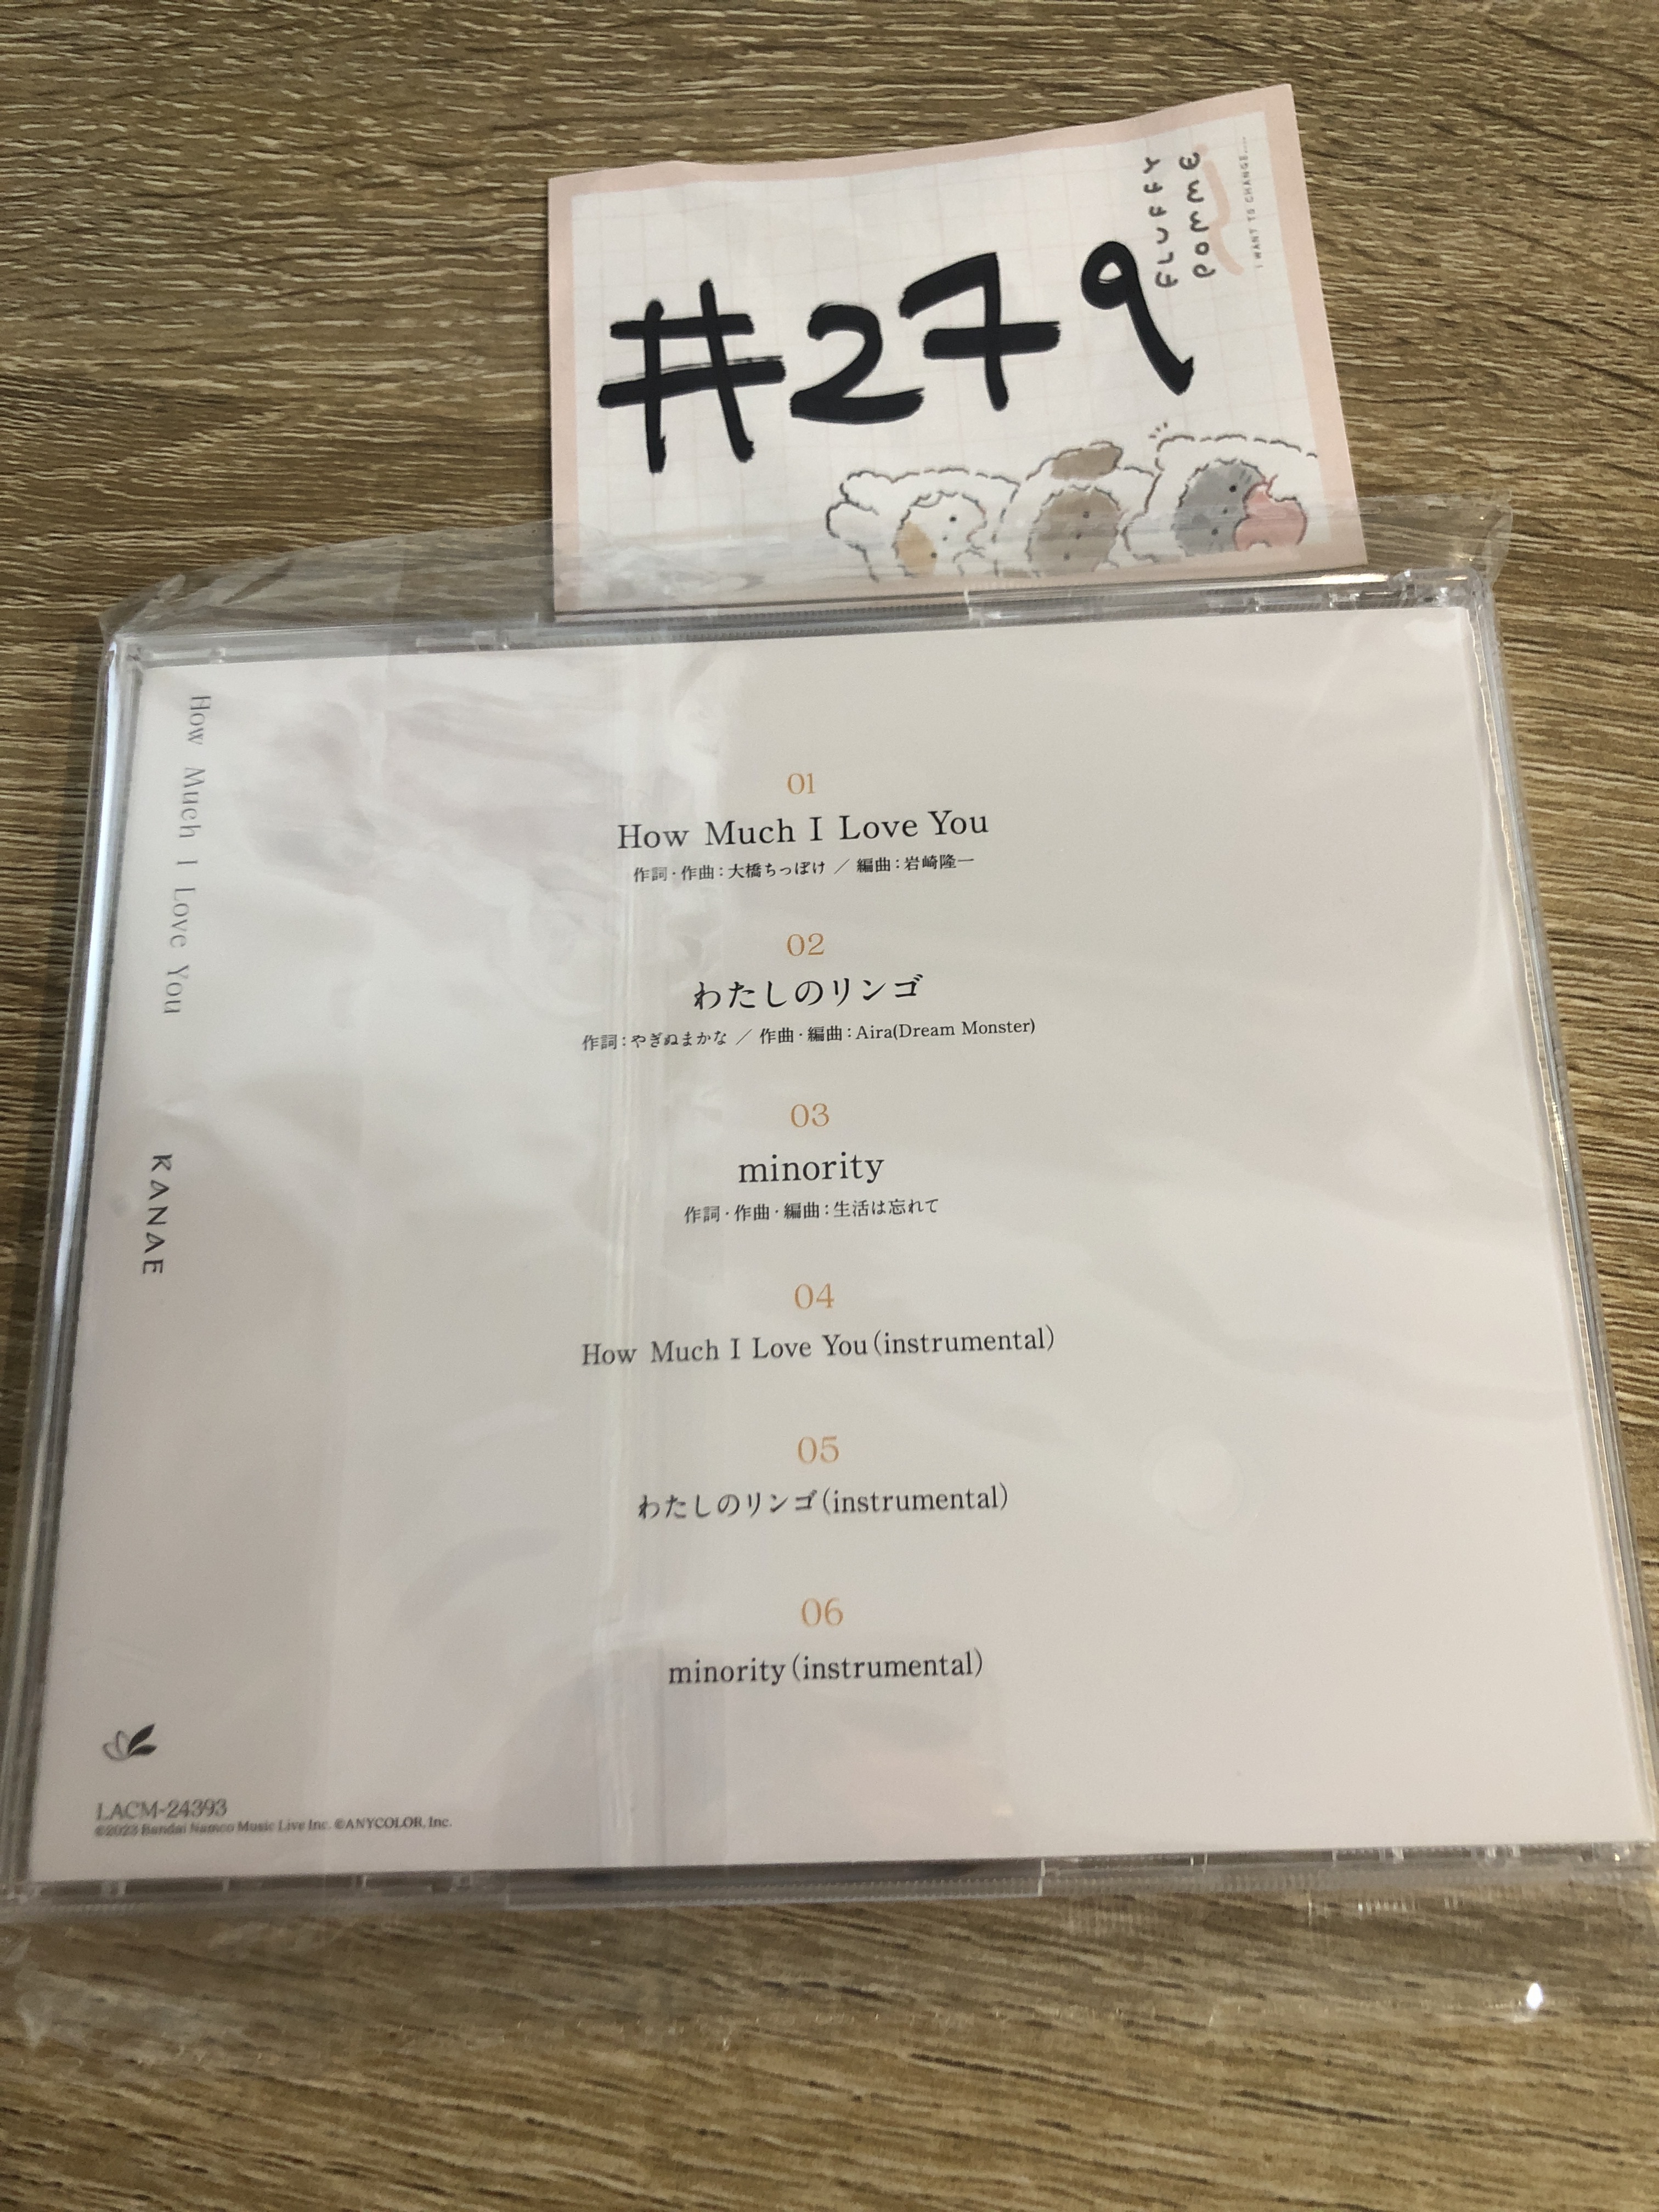 FLUFFY
POMME
I WANT TO CHANGE....
#279
How Much I Love You KANAE
01
How Much I Love You
作詞・作曲：大橋ちっぽけ ／ 編曲：岩崎隆一
02
わたしのリンゴ
作詞：やぎぬまかな ／ 作曲・編曲：Aira(Dream Monster)
03
minority
作詞・作曲・編曲：生活は忘れて
04
How Much I Love You(instrumental)
05
わたしのリンゴ(instrumental)
06
minority(instrumental)
LACM-24393
©2023 Bandai Namco Music Live Inc. ©ANYCOLOR, Inc.